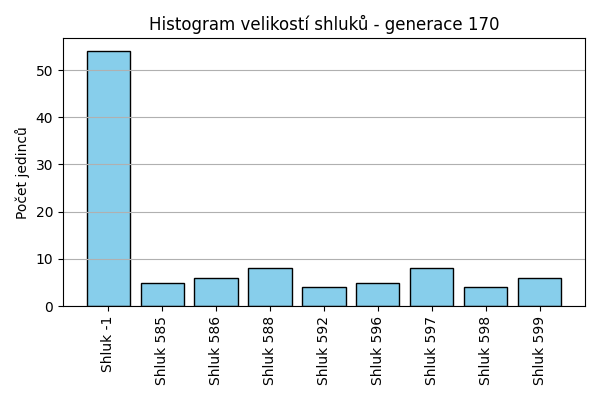 Histogram velikostí shluků - generace 170
Počet jedinců
50
40
30
20
10
0
Shluk -1
Shluk 585
Shluk 586
Shluk 588
Shluk 592
Shluk 596
Shluk 597
Shluk 598
Shluk 599